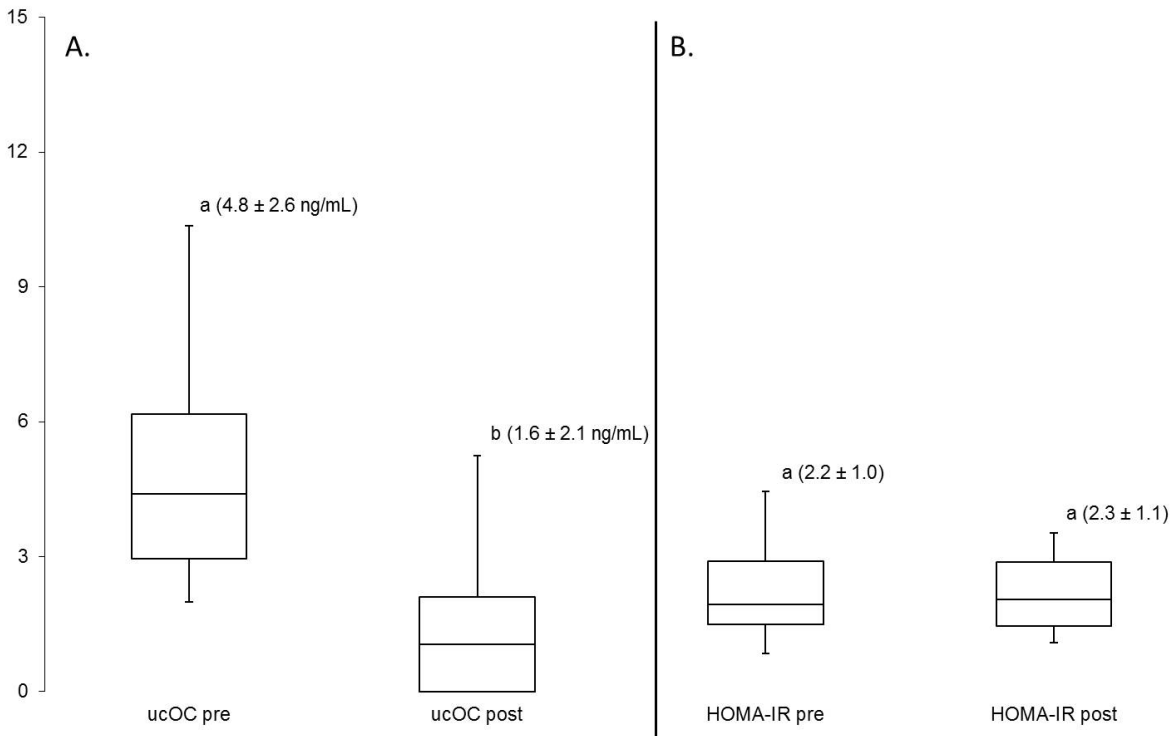 15
12
9
6
3
0
A.
a (4.8 ± 2.6 ng/mL)
b (1.6 ± 2.1 ng/mL)
ucOC pre
ucOC post
B.
a (2.2 ± 1.0)
a (2.3 ± 1.1)
HOMA-IR pre
HOMA-IR post